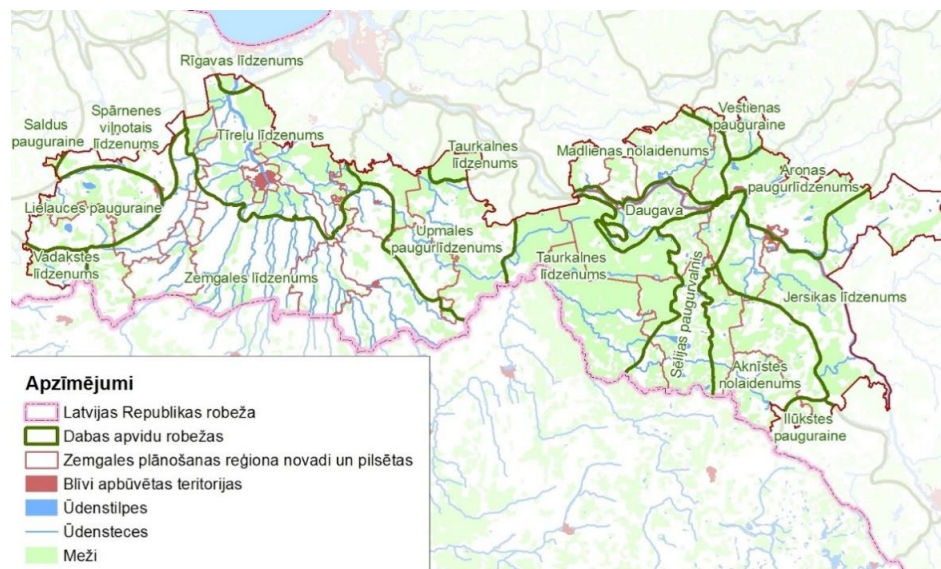 Rīgavas līdzenums
Saldus
pauguraine
Spārnenes
viļņotais
līdzenums
Tīreļu līdzenums
Taurkalnes
līdzenums
Vestienas
pauguraine
Madlienas nolaidenums
Aronas
paugurlīdzenums
Lielauces pauguraine
Upmales
paugurlīdzenums
Daugava
Vadakstes
līdzenums
Zemgales līdzenums
Taurkalnes
līdzenums
Sēlijas paugurvalnis
Jersikas līdzenums
Aknīstes
nolaidenums
Ilūkstes
pauguraine
Apzīmējumi
Latvijas Republikas robeža
Dabas apvidu robežas
Zemgales plānošanas reģiona novadi un pilsētas
Blīvi apbūvētas teritorijas
Ūdenstilpes
Ūdensteces
Meži